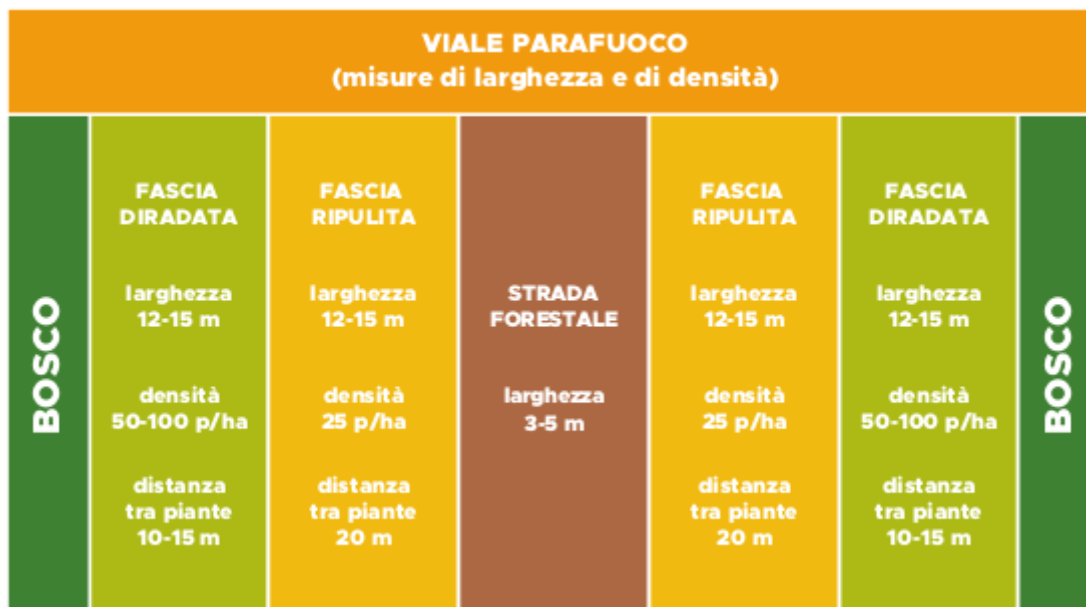 VIALE PARAFUOCO
(misure di larghezza e di densità)
BOSCO
FASCIA
DIRADATA
larghezza
12-15 m
densità
50-100 p/ha
distanza
tra piante
10-15 m
FASCIA
RIPULITA
larghezza
12-15 m
densità
25 p/ha
distanza
tra piante
20 m
STRADA
FORESTALE
larghezza
3-5 m
FASCIA
RIPULITA
larghezza
12-15 m
densità
25 p/ha
distanza
tra piante
20 m
FASCIA
DIRADATA
larghezza
12-15 m
densità
50-100 p/ha
distanza
tra piante
10-15 m
BOSCO